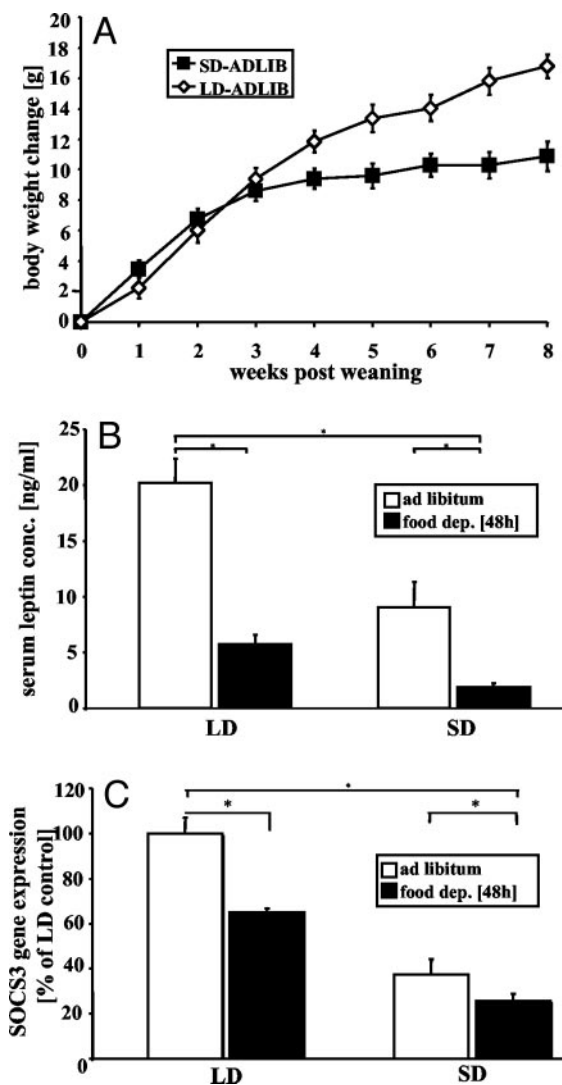 A
body weight change [g]
20
18
16
14
12
10
8
6
4
2
0
SD-ADLIB
LD-ADLIB
0 1 2 3 4 5 6 7 8
weeks post weaning
B
serum leptin conc. [ng/ml]
25
20
15
10
5
0
*
* *
ad libitum
food dep. [48h]
LD SD
C
SOCS3 gene expression
[% of LD control]
120
100
80
60
40
20
0
*
* *
ad libitum
food dep. [48h]
LD SD